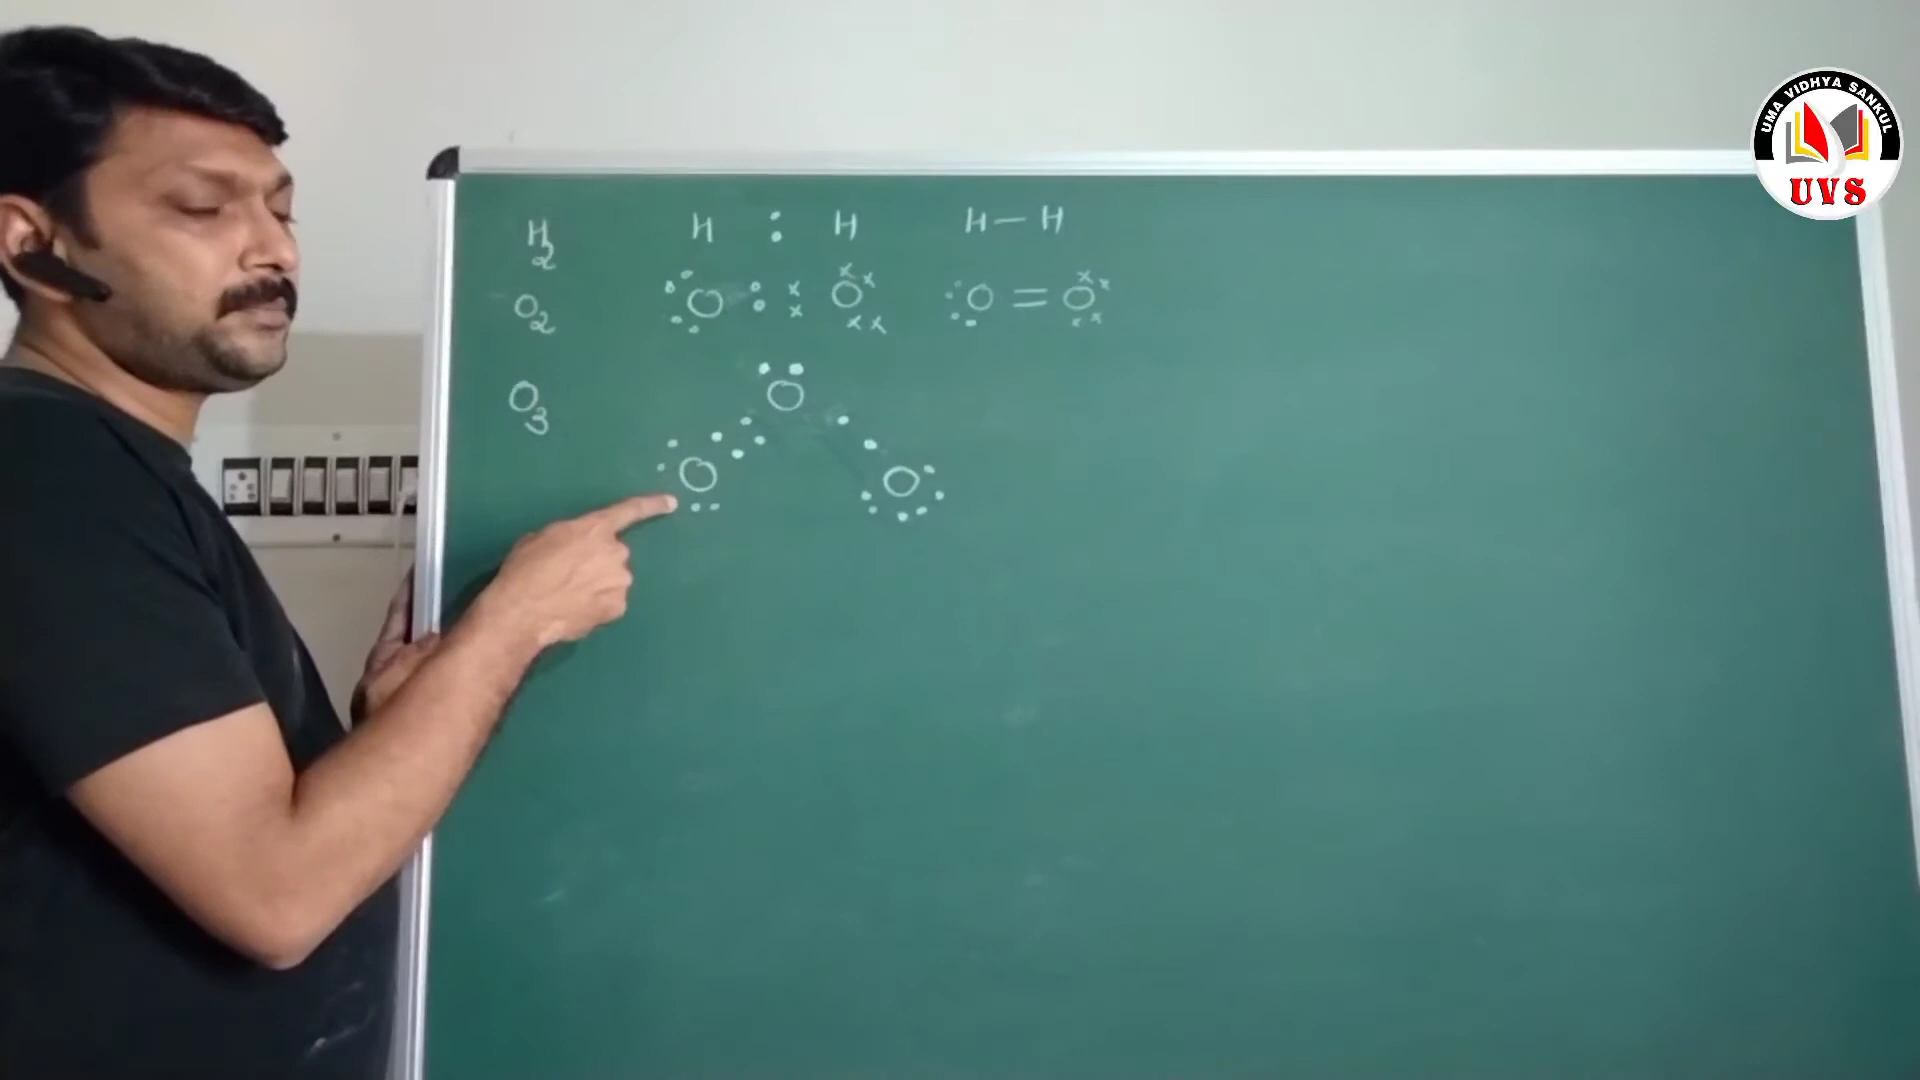 H2 H : H H — H
O2 O : ×× O O = O
O3 O
O O
UMA VIDHYA SANKUL
UVS